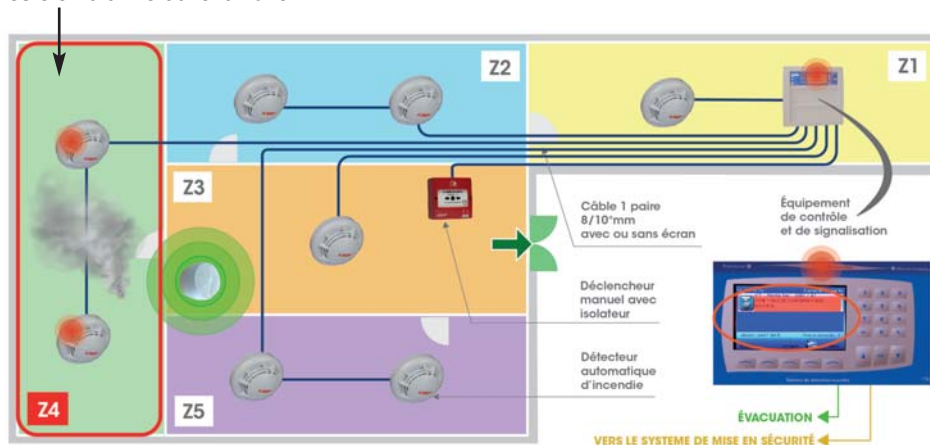 Z2
Z1
Z3
Câble 1 paire
8/10°mm
avec ou sans écran
Équipement
de contrôle
et de signalisation
Déclencheur
manuel avec
isolateur
Détecteur
automatique
d'incendie
Z4
Z5
ÉVACUATION
VERS LE SYSTEME DE MISE EN SÉCURITÉ